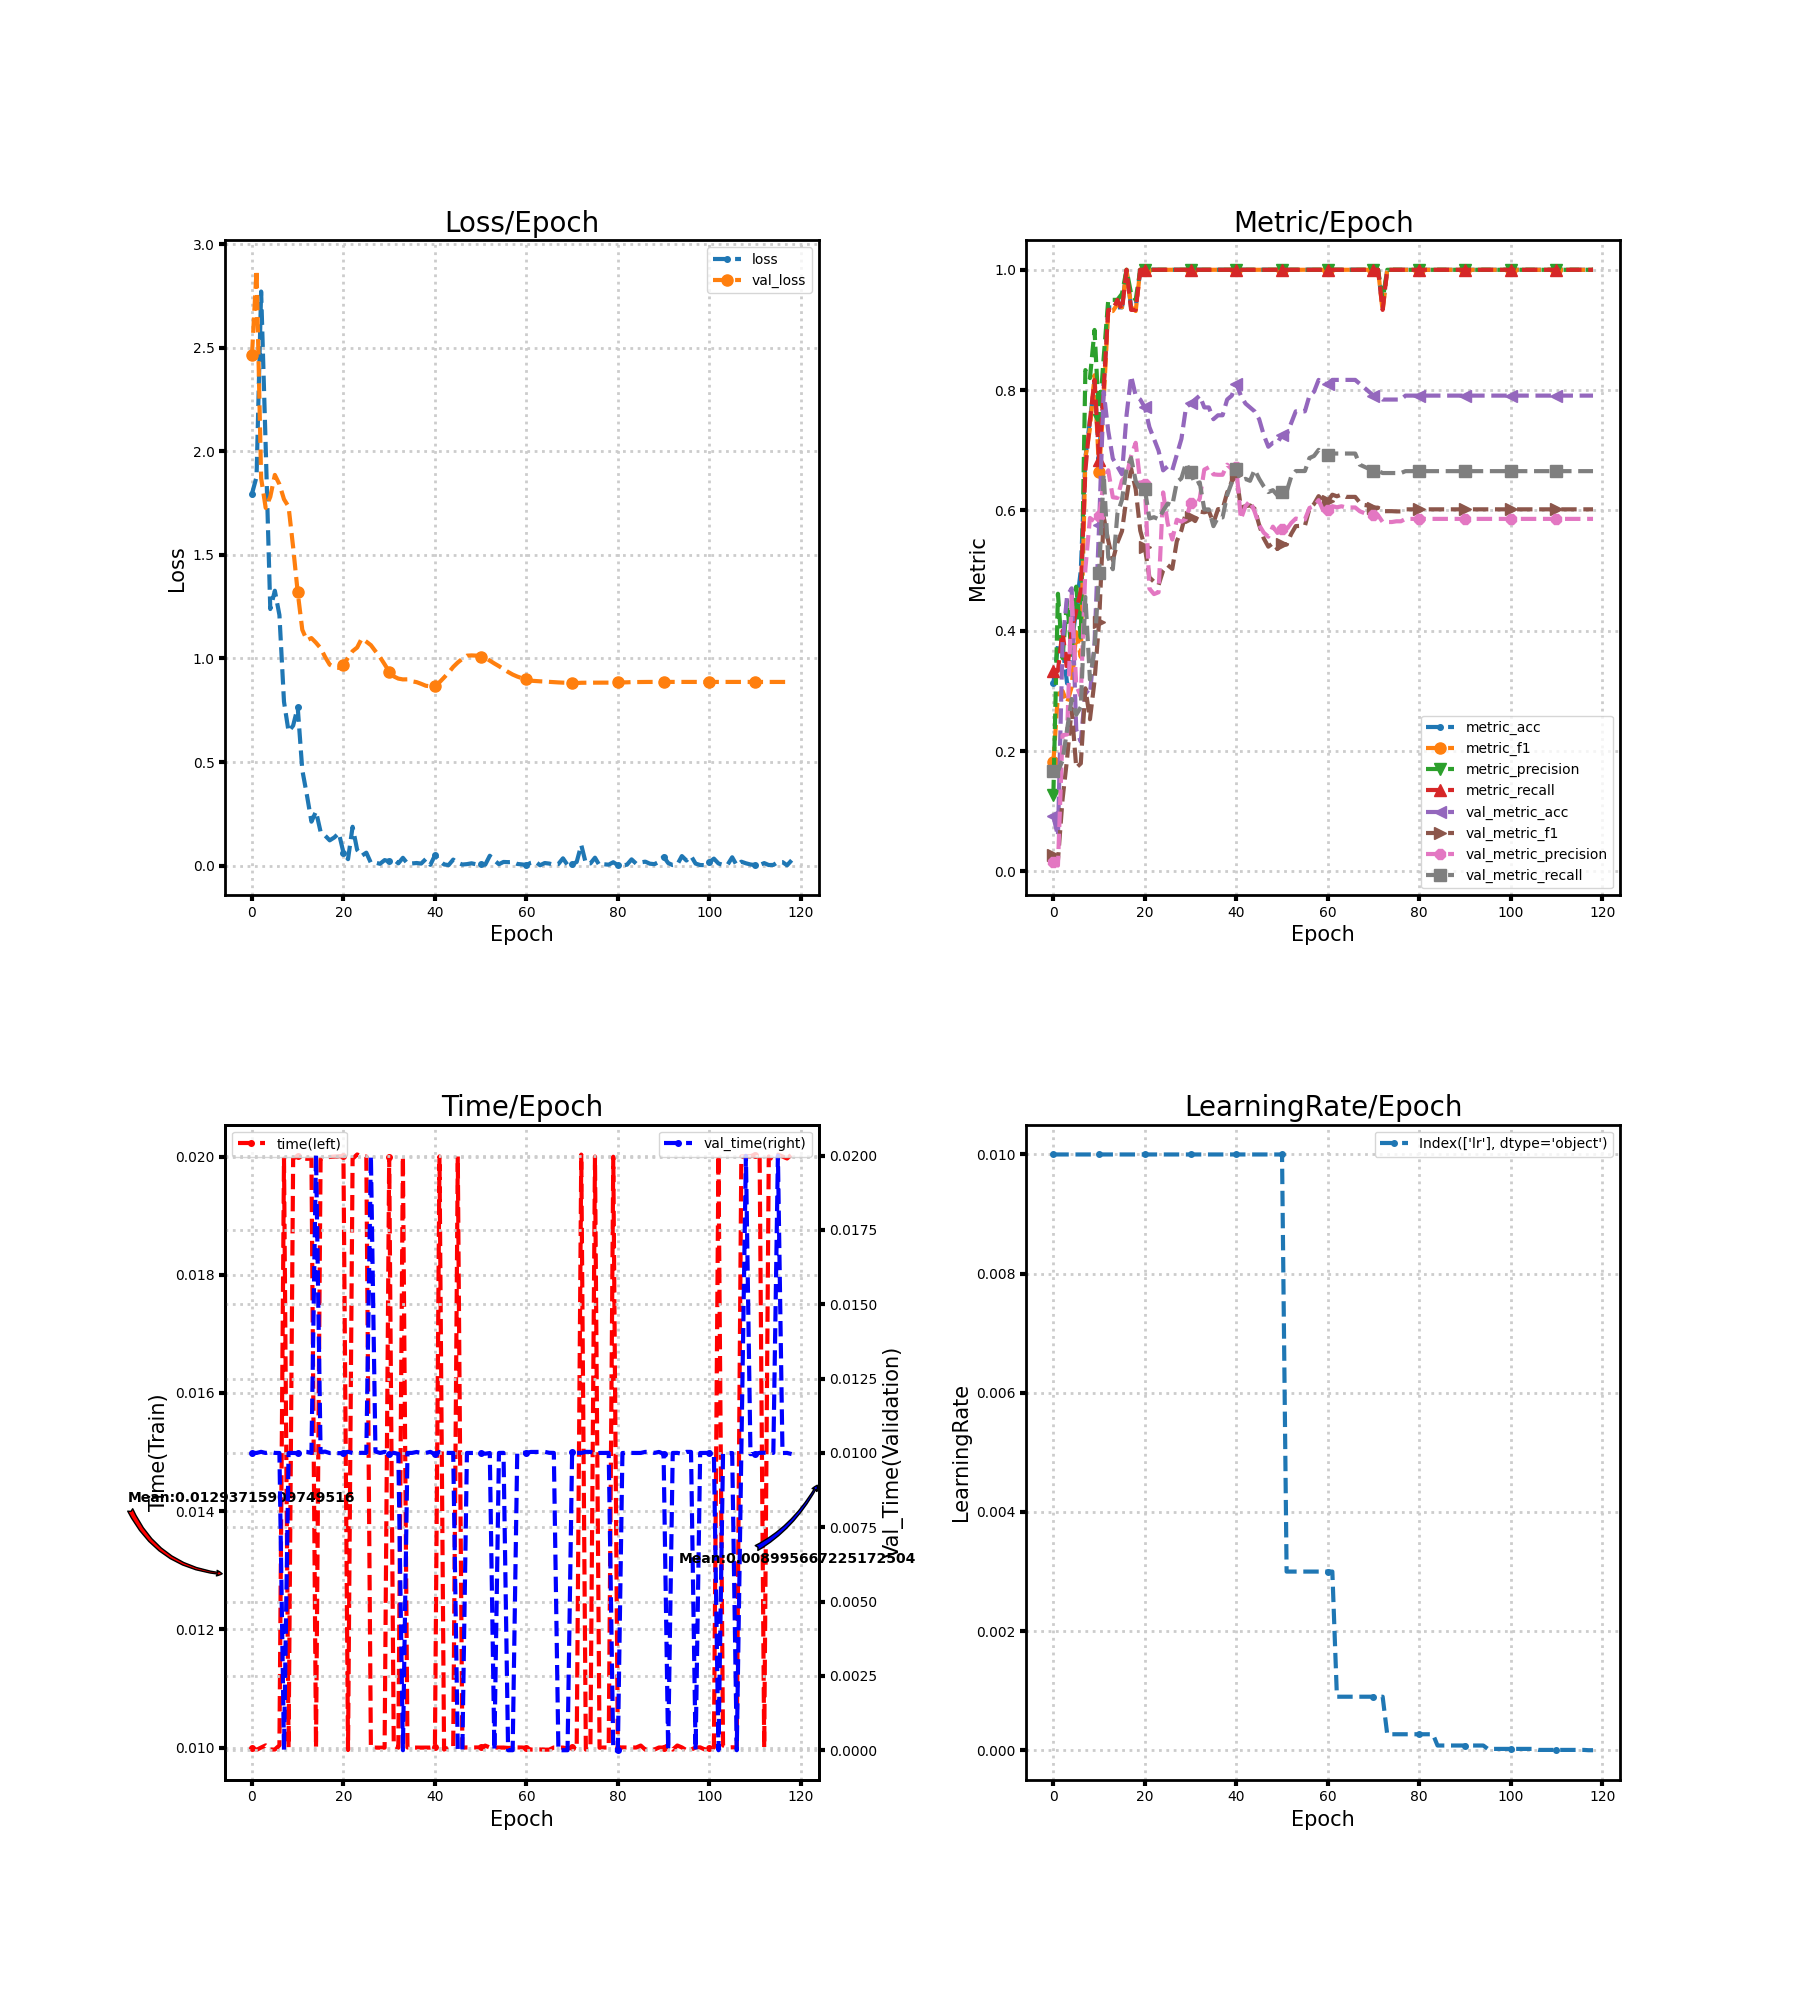 Loss/Epoch
3.0
2.5
2.0
1.5
1.0
0.5
0.0
Loss
loss
val_loss
0 20 40 60 80 100 120
Epoch
Metric/Epoch
1.0
0.8
0.6
0.4
0.2
0.0
Metric
metric_acc
metric_f1
metric_precision
metric_recall
val_metric_acc
val_metric_f1
val_metric_precision
val_metric_recall
0 20 40 60 80 100 120
Epoch
Time/Epoch
time(left)
val_time(right)
0.020
0.018
0.016
0.014
0.012
0.010
Time(Train)
0.0200
0.0175
0.0150
0.0125
0.0100
0.0075
0.0050
0.0025
0.0000
Val_Time(Validation)
Mean:0.008995667225172504
0 20 40 60 80 100 120
Epoch
LearningRate/Epoch
Index(['lr'], dtype='object')
0.010
0.008
0.006
0.004
0.002
0.000
LearningRate
0 20 40 60 80 100 120
Epoch